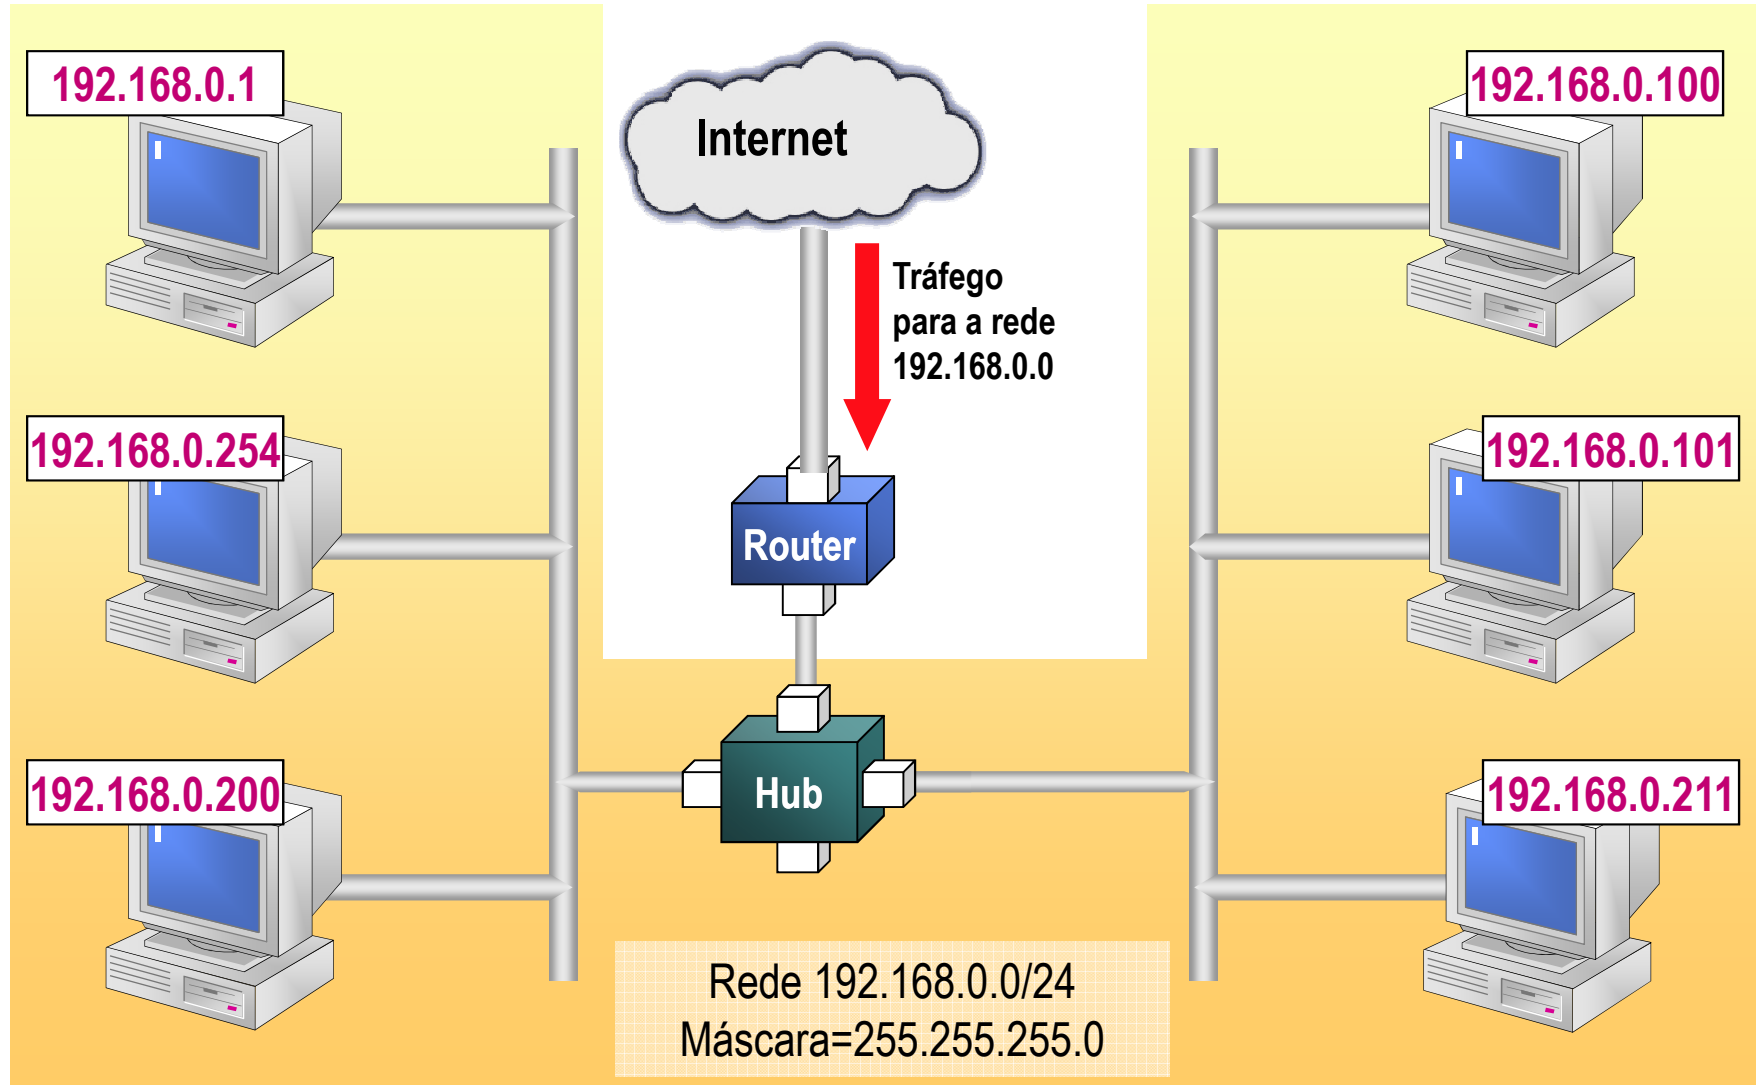 192.168.0.1
192.168.0.100
Internet
Tráfego
para a rede
192.168.0.0
192.168.0.254
192.168.0.101
Router
192.168.0.200
Hub
192.168.0.211
Rede 192.168.0.0/24
Máscara=255.255.255.0